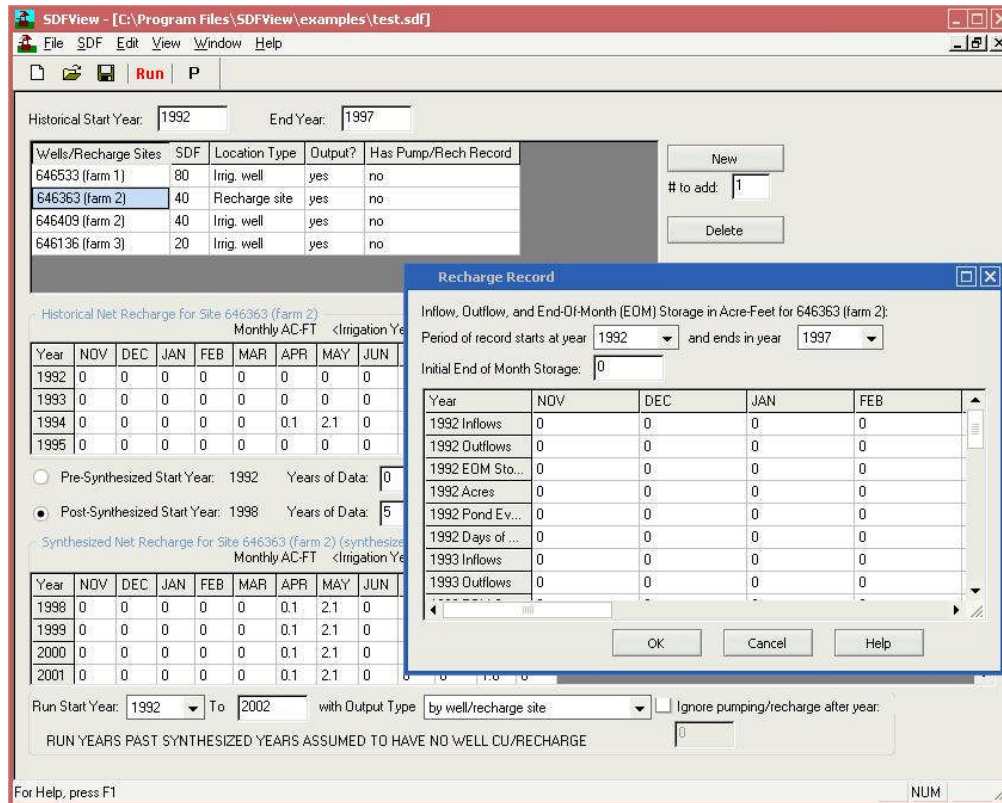 SDFView - [C:\Program Files\SDFView\examples\test.sdf]
File SDF Edit View Window Help
Run P
Historical Start Year: 1992 End Year: 1997
Wells/Recharge Sites SDF Location Type Output? Has Pump/Rech Record
646533 (farm 1) 80 Irrig. well yes no
646363 (farm 2) 40 Recharge site yes no
646409 (farm 2) 40 Irrig. well yes no
646136 (farm 3) 20 Irrig. well yes no
New
# to add: 1
Delete
Historical Net Recharge for Site 646363 (farm 2)
Monthly AC-FT <Irrigation Ye
Year NOV DEC JAN FEB MAR APR MAY JUN
1992 0 0 0 0 0 0 0 0
1993 0 0 0 0 0 0 0 0
1994 0 0 0 0 0 0.1 2.1 0
1995 0 0 0 0 0 0 0 0
Pre-Synthesized Start Year: 1992 Years of Data: 0
Post-Synthesized Start Year: 1998 Years of Data: 5
Synthesized Net Recharge for Site 646363 (farm 2) (synthesize
Monthly AC-FT <Irrigation Ye
Year NOV DEC JAN FEB MAR APR MAY JUN
1998 0 0 0 0 0 0.1 2.1 0
1999 0 0 0 0 0 0.1 2.1 0
2000 0 0 0 0 0 0.1 2.1 0
2001 0 0 0 0 0 0.1 2.1 0
Recharge Record
Inflow, Outflow, and End-Of-Month (EOM) Storage in Acre-Feet for 646363 (farm 2):
Period of record starts at year 1992 and ends in year 1997
Initial End of Month Storage: 0
Year NOV DEC JAN FEB
1992 Inflows 0 0 0 0
1992 Outflows 0 0 0 0
1992 EOM Sto... 0 0 0 0
1992 Acres 0 0 0 0
1992 Pond Ev... 0 0 0 0
1992 Days of ... 0 0 0 0
1993 Inflows 0 0 0 0
1993 Outflows 0 0 0 0
OK Cancel Help
Run Start Year: 1992 To 2002 with Output Type by well/recharge site Ignore pumping/recharge after year:
0
RUN YEARS PAST SYNTHESIZED YEARS ASSUMED TO HAVE NO WELL CU/RECHARGE
For Help, press F1 NUM